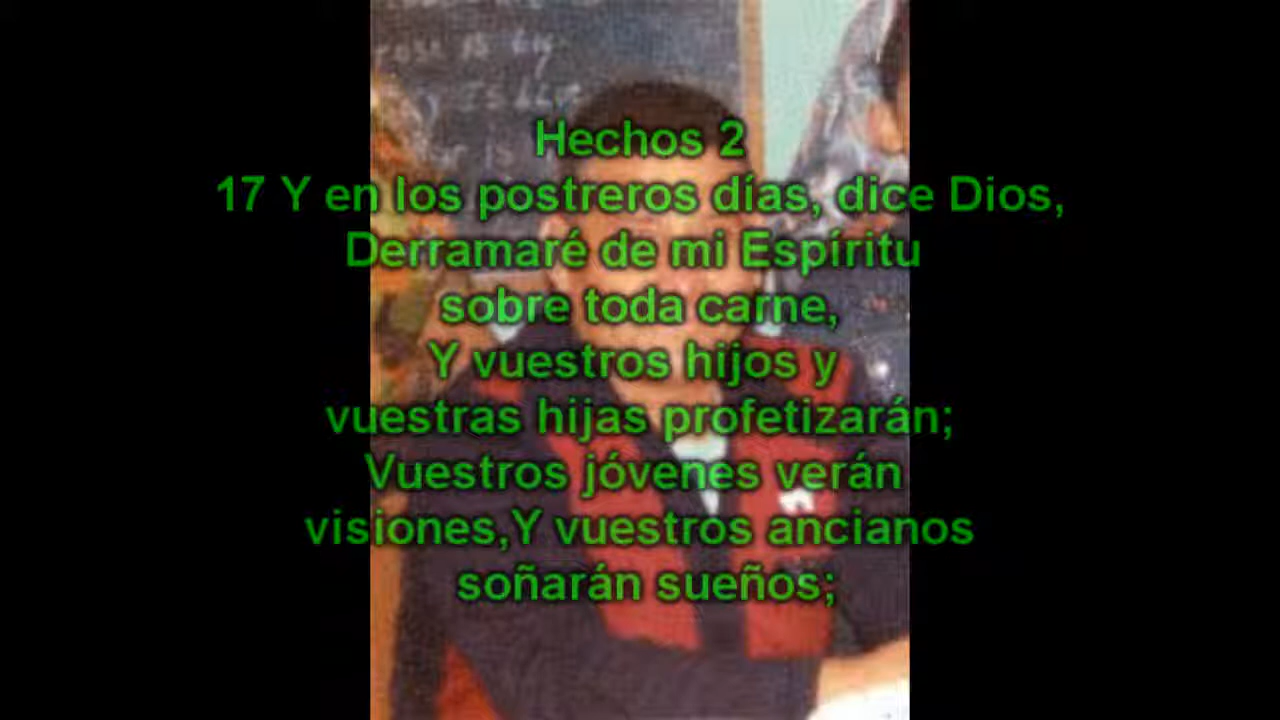 Hechos 2
17 Y en los postreros días, dice Dios,
Derramaré de mi Espíritu
sobre toda carne,
Y vuestros hijos y
vuestras hijas profetizarán;
Vuestros jóvenes verán
visiones,Y vuestros ancianos
soñarán sueños;